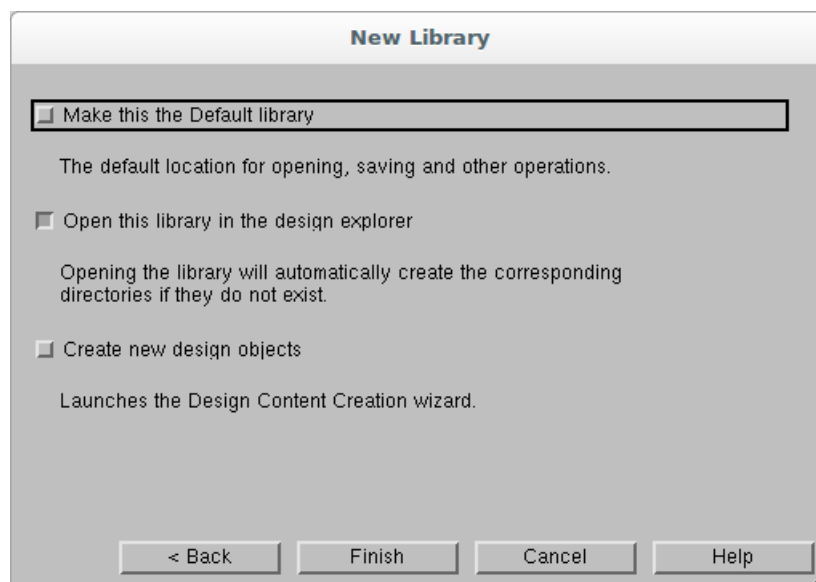 New Library
Make this the Default library
The default location for opening, saving and other operations.
Open this library in the design explorer
Opening the library will automatically create the corresponding
directories if they do not exist.
Create new design objects
Launches the Design Content Creation wizard.
< Back
Finish
Cancel
Help